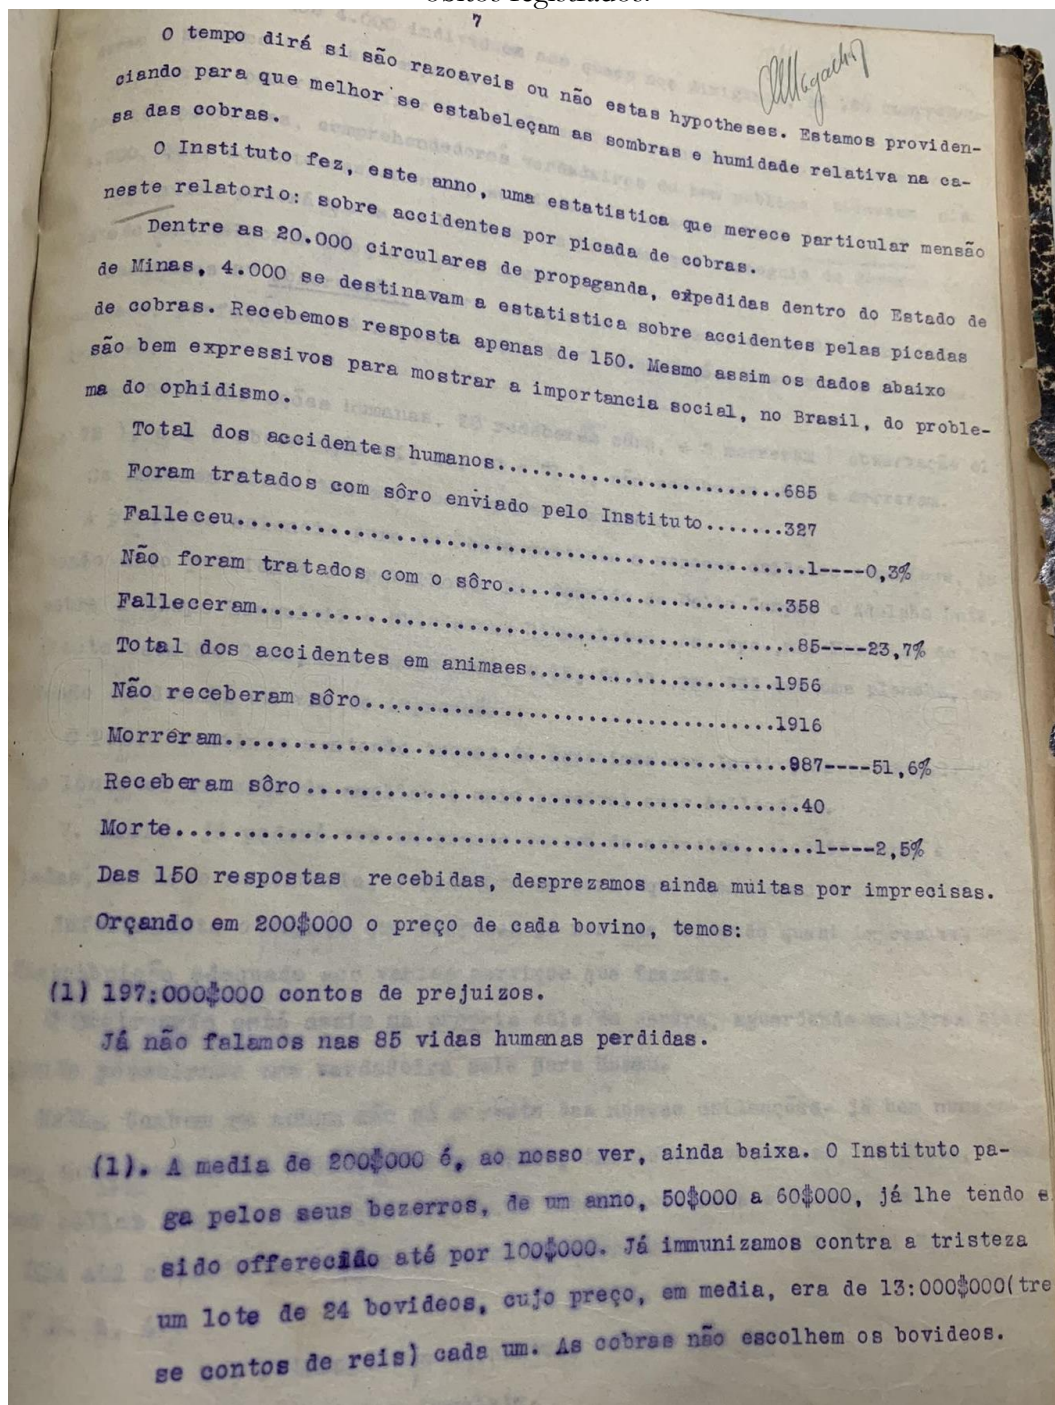 óbitos registrados.
7
O tempo dirá si são razoaveis ou não estas hypotheses. Estamos providen-
ciando para que melhor se estabeleçam as sombras e humidade relativa na ca-
sa das cobras.
O Instituto fez, este anno, uma estatistica que merece particular mensão
neste relatorio: sobre accidentes por picada de cobras.
Dentre as 20.000 circulares de propaganda, expedidas dentro do Estado de
de Minas, 4.000 se destinavam a estatistica sobre accidentes pelas picadas
de cobras. Recebemos resposta apenas de 150. Mesmo assim os dados abaixo
são bem expressivos para mostrar a importancia social, no Brasil, do proble-
ma do ophidismo.
Total dos accidentes humanos...........................685
Foram tratados com sôro enviado pelo Instituto.......327
Falleceu...............................................1----0,3%
Não foram tratados com o sôro.........................358
Falleceram.............................................85----23,7%
Total dos accidentes em animaes......................1956
Não receberam sôro...................................1916
Morreram...............................................987----51,6%
Receberam sôro.........................................40
Morte..................................................1----2,5%
Das 150 respostas recebidas, desprezamos ainda muitas por imprecisas.
Orçando em 200$000 o preço de cada bovino, temos:
(1) 197:000$000 contos de prejuizos.
Já não falamos nas 85 vidas humanas perdidas.
(1). A media de 200$000 é, ao nosso ver, ainda baixa. O Instituto pa-
ga pelos seus bezerros, de um anno, 50$000 a 60$000, já lhe tendo s
sido offerecido até por 100$000. Já immunizamos contra a tristeza
um lote de 24 bovideos, cujo preço, em media, era de 13:000$000(tre
se contos de reis) cada um. As cobras não escolhem os bovideos.